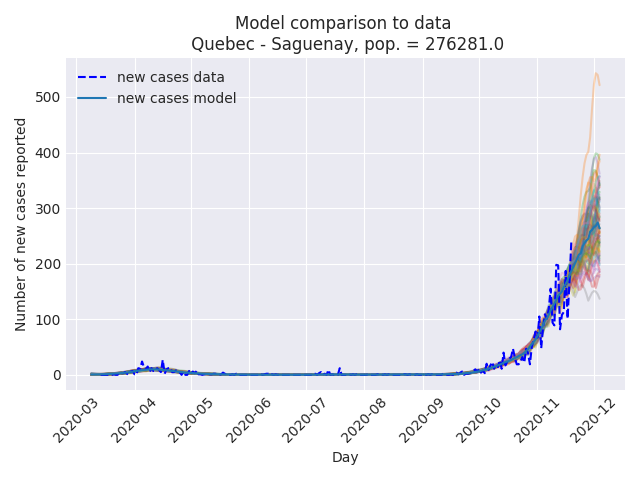 Model comparison to data
Quebec - Saguenay, pop. = 276281.0
new cases data
new cases model
Number of new cases reported
500
400
300
200
100
0
2020-03
2020-04
2020-05
2020-06
2020-07
2020-08
2020-09
2020-10
2020-11
2020-12
Day